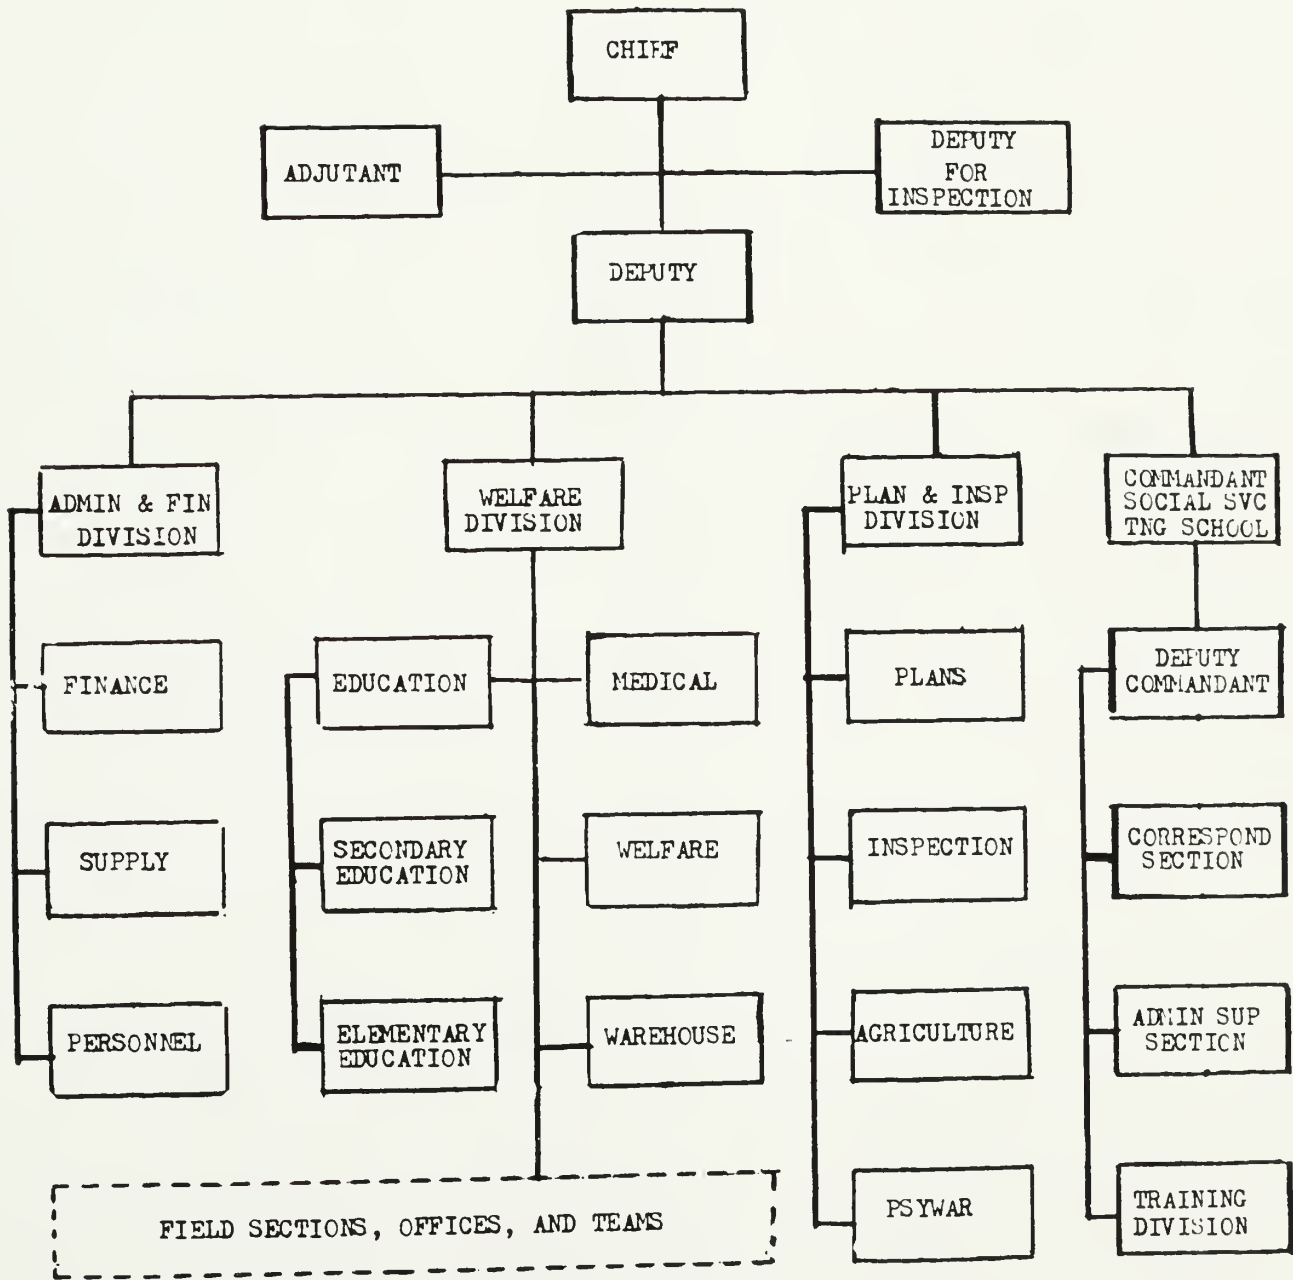 CHIEF
ADJUTANT
DEPUTY
FOR
INSPECTION
DEPUTY
ADMIN & FIN
DIVISION
WELFARE
DIVISION
PLAN & INSP
DIVISION
COMMANDANT
SOCIAL SVC
TNG SCHOOL
FINANCE
EDUCATION
MEDICAL
PLANS
DEPUTY
COMMANDANT
SUPPLY
SECONDARY
EDUCATION
WELFARE
INSPECTION
CORRESPOND
SECTION
PERSONNEL
ELEMENTARY
EDUCATION
WAREHOUSE
AGRICULTURE
ADMIN SUP
SECTION
FIELD SECTIONS, OFFICES, AND TEAMS
PSYWAR
TRAINING
DIVISION